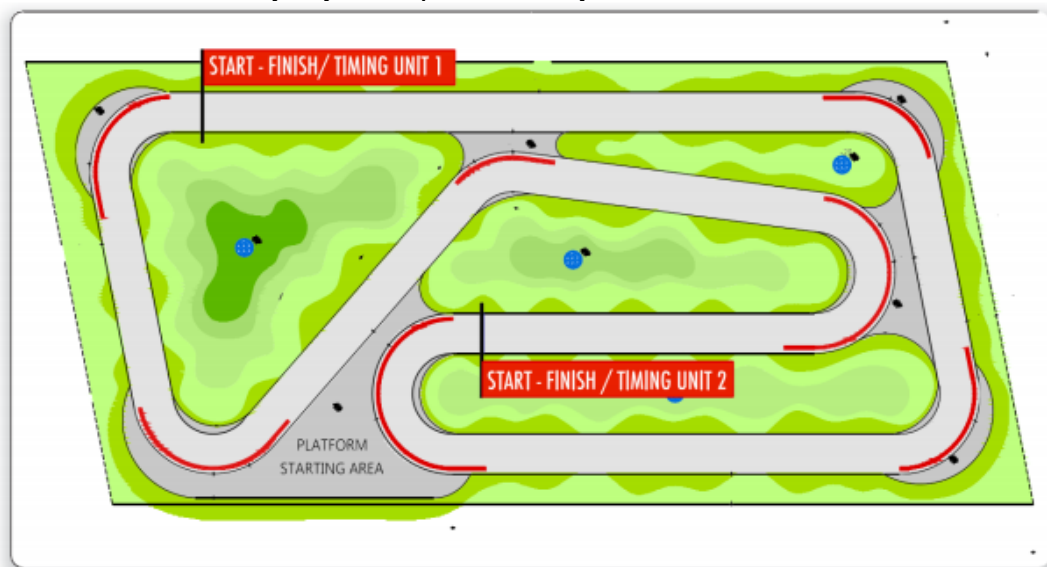 START - FINISH/ TIMING UNIT 1
START - FINISH / TIMING UNIT 2
PLATFORM
STARTING AREA